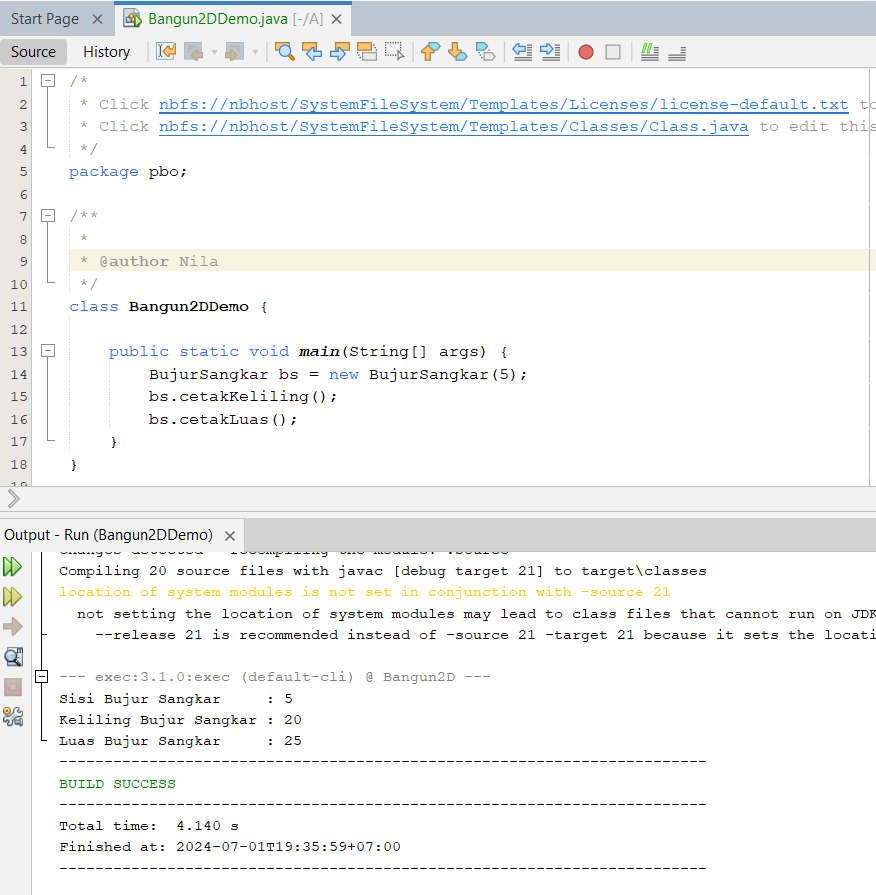 Start Page
Bangun2DDemo.java [-/A]
Source History
1 /*
2 * Click nbfs://nbhost/SystemFileSystem/Templates/Licenses/license-default.txt to
3 * Click nbfs://nbhost/SystemFileSystem/Templates/Classes/Class.java to edit this
4 */
5 package pbo;
6
7 /**
8 *
9 * @author Nila
10 */
11 class Bangun2DDemo {
12
13 public static void main(String[] args) {
14 BujurSangkar bs = new BujurSangkar(5);
15 bs.cetakKeliling();
16 bs.cetakLuas();
17 }
18 }
19
Output - Run (Bangun2DDemo)
Compiling 20 source files with javac [debug target 21] to target\classes
location of system modules is not set in conjunction with -source 21
not setting the location of system modules may lead to class files that cannot run on JDK
--release 21 is recommended instead of -source 21 -target 21 because it sets the locati
--- exec:3.1.0:exec (default-cli) @ Bangun2D ---
Sisi Bujur Sangkar : 5
Keliling Bujur Sangkar : 20
Luas Bujur Sangkar : 25
------------------------------------------------------------------------
BUILD SUCCESS
------------------------------------------------------------------------
Total time: 4.140 s
Finished at: 2024-07-01T19:35:59+07:00
------------------------------------------------------------------------